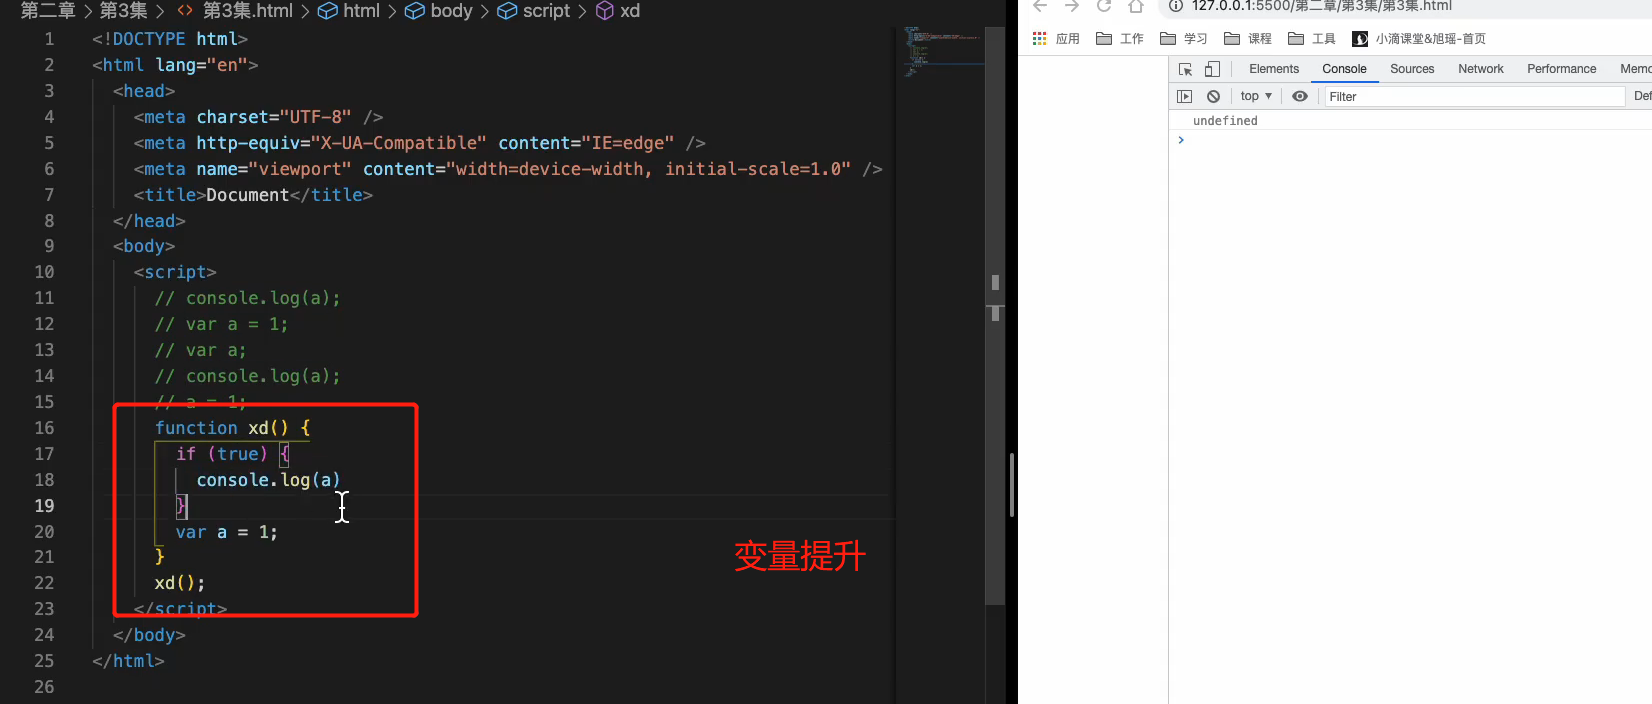 第二章 > 第3集 > <> 第3集.html > html > body > script > xd
1 <!DOCTYPE html>
2 <html lang="en">
3 <head>
4 <meta charset="UTF-8" />
5 <meta http-equiv="X-UA-Compatible" content="IE=edge" />
6 <meta name="viewport" content="width=device-width, initial-scale=1.0" />
7 <title>Document</title>
8 </head>
9 <body>
10 <script>
11 // console.log(a);
12 // var a = 1;
13 // var a;
14 // console.log(a);
15 // a = 1;
16 function xd() {
17 if (true) {
18 console.log(a)
19 }
20 var a = 1;
21 }
22 xd();
23 </script>
24 </body>
25 </html>
26
变量提升
127.0.0.1:5500/第二章/第3集/第3集.html
应用 工作 学习 课程 工具 小滴课堂&旭瑶-首页
Elements Console Sources Network Performance Memo
top ▼ Filter Def
undefined
>